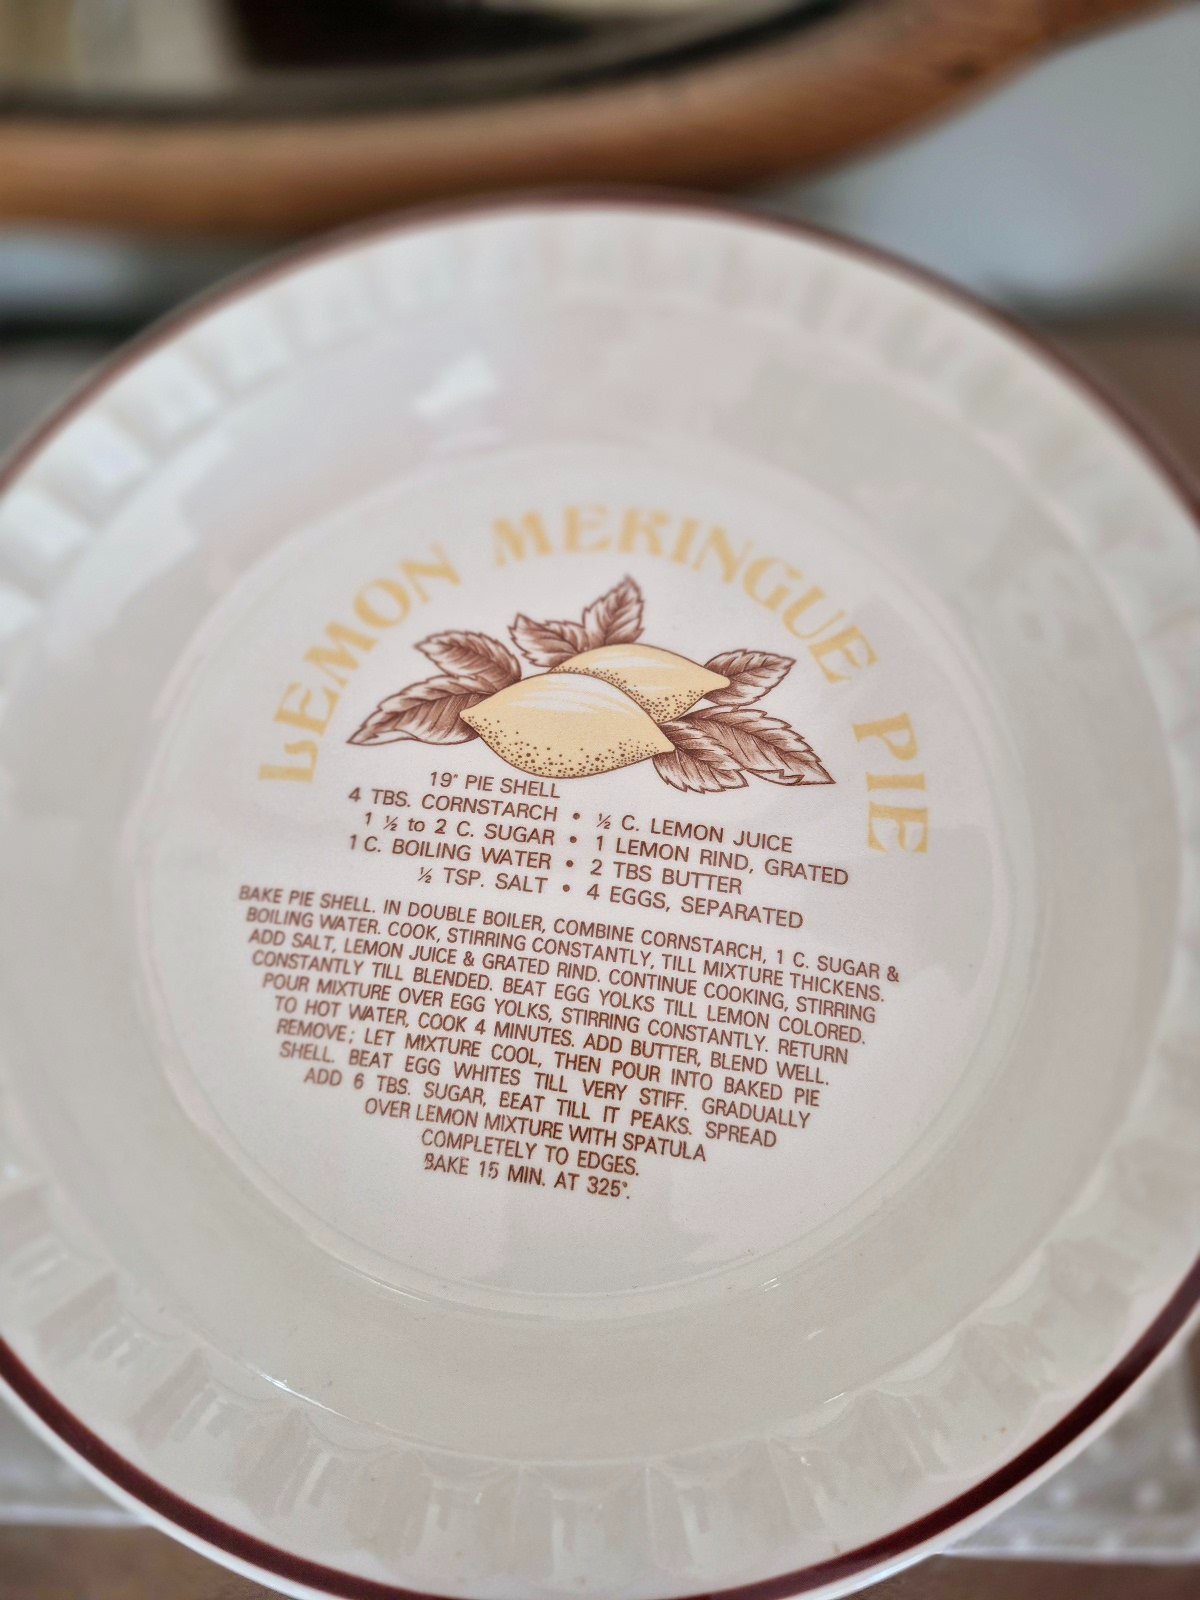 LEMON MERINGUE PIE
19" PIE SHELL
4 TBS. CORNSTARCH • ½ C. LEMON JUICE
1 ½ to 2 C. SUGAR • 1 LEMON RIND, GRATED
1 C. BOILING WATER • 2 TBS BUTTER
½ TSP. SALT • 4 EGGS, SEPARATED
BAKE PIE SHELL. IN DOUBLE BOILER, COMBINE CORNSTARCH, 1 C. SUGAR &
BOILING WATER. COOK, STIRRING CONSTANTLY, TILL MIXTURE THICKENS.
ADD SALT, LEMON JUICE & GRATED RIND. CONTINUE COOKING, STIRRING
CONSTANTLY TILL BLENDED. BEAT EGG YOLKS TILL LEMON COLORED.
POUR MIXTURE OVER EGG YOLKS, STIRRING CONSTANTLY. RETURN
TO HOT WATER, COOK 4 MINUTES. ADD BUTTER, BLEND WELL.
REMOVE; LET MIXTURE COOL, THEN POUR INTO BAKED PIE
SHELL. BEAT EGG WHITES TILL VERY STIFF. GRADUALLY
ADD 6 TBS. SUGAR, BEAT TILL IT PEAKS. SPREAD
OVER LEMON MIXTURE WITH SPATULA
COMPLETELY TO EDGES.
BAKE 15 MIN. AT 325°.